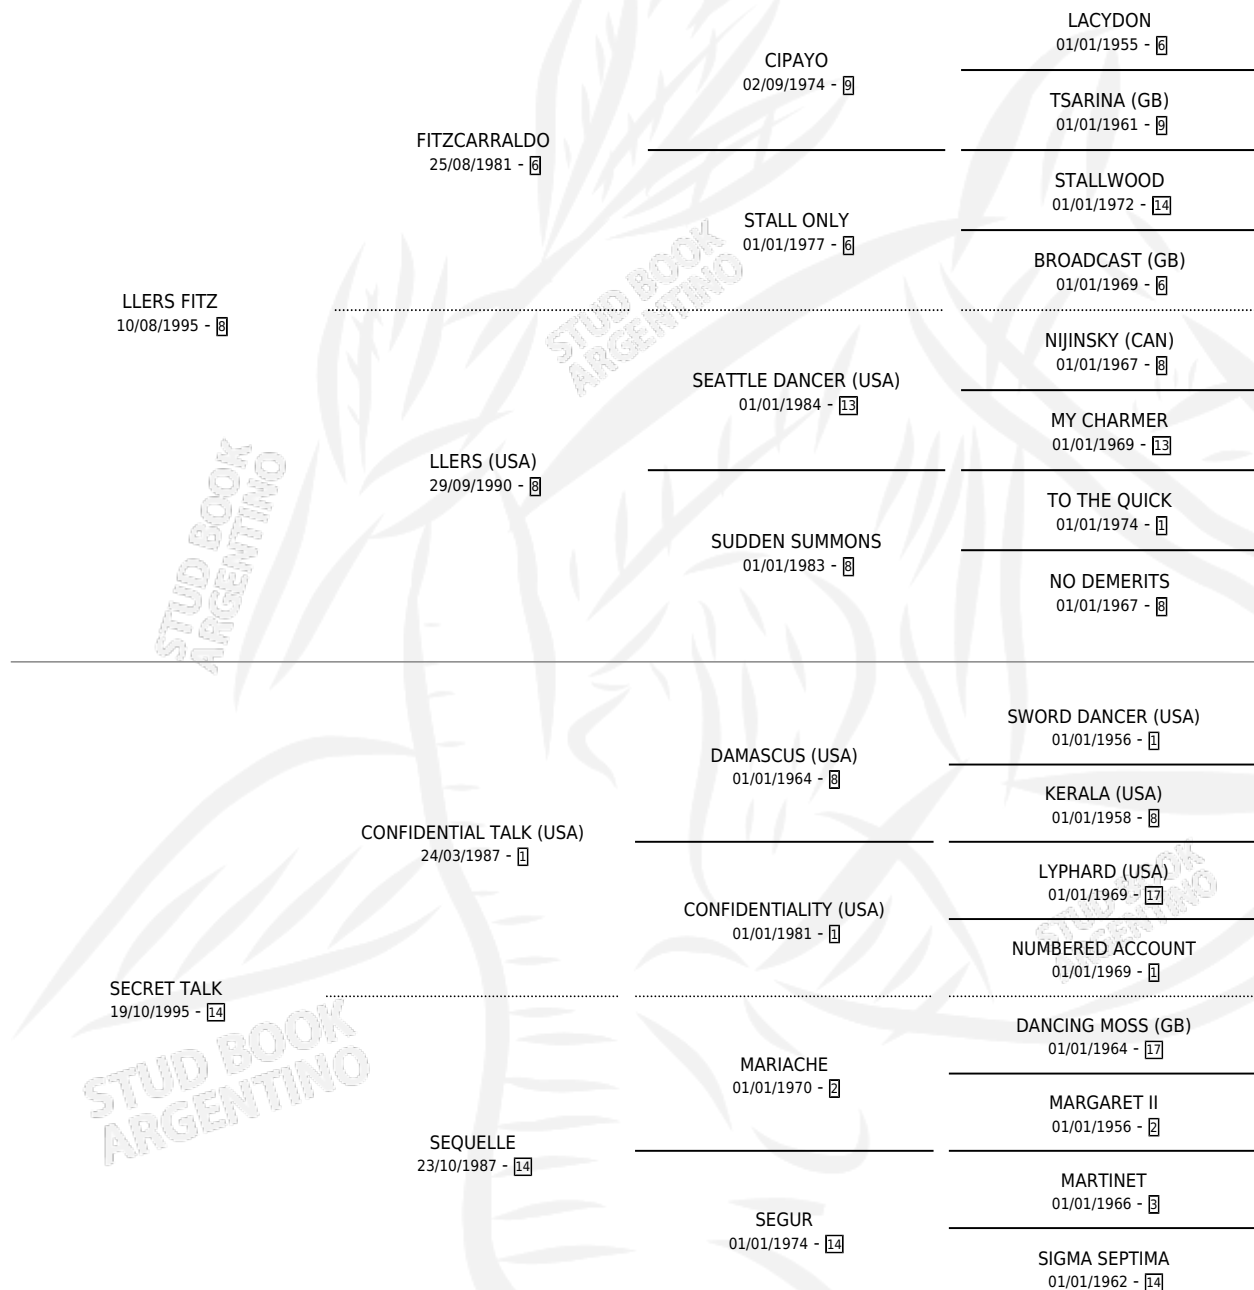 LACYDON
01/01/1955 - 6
CIPAYO
02/09/1974 - 9
TSARINA (GB)
01/01/1961 - 9
FITZCARRALDO
25/08/1981 - 6
STALLWOOD
01/01/1972 - 14
STALL ONLY
01/01/1977 - 6
BROADCAST (GB)
01/01/1969 - 6
LLERS FITZ
10/08/1995 - 8
STUD BOOK
ARGENTINO
NIJINSKY (CAN)
01/01/1967 - 8
SEATTLE DANCER (USA)
01/01/1984 - 13
MY CHARMER
01/01/1969 - 13
LLERS (USA)
29/09/1990 - 8
TO THE QUICK
01/01/1974 - 1
SUDDEN SUMMONS
01/01/1983 - 8
NO DEMERITS
01/01/1967 - 8
STUD BOOK
ARGENTINO
SWORD DANCER (USA)
01/01/1956 - 1
DAMASCUS (USA)
01/01/1964 - 8
KERALA (USA)
01/01/1958 - 8
CONFIDENTIAL TALK (USA)
24/03/1987 - 1
LYPHARD (USA)
01/01/1969 - 17
CONFIDENTIALITY (USA)
01/01/1981 - 1
STUD BOOK
ARGENTINO
NUMBERED ACCOUNT
01/01/1969 - 1
SECRET TALK
19/10/1995 - 14
DANCING MOSS (GB)
01/01/1964 - 17
STUD BOOK
ARGENTINO
MARIACHE
01/01/1970 - 2
MARGARET II
01/01/1956 - 2
SEQUELLE
23/10/1987 - 14
MARTINET
01/01/1966 - 3
SEGUR
01/01/1974 - 14
SIGMA SEPTIMA
01/01/1962 - 14